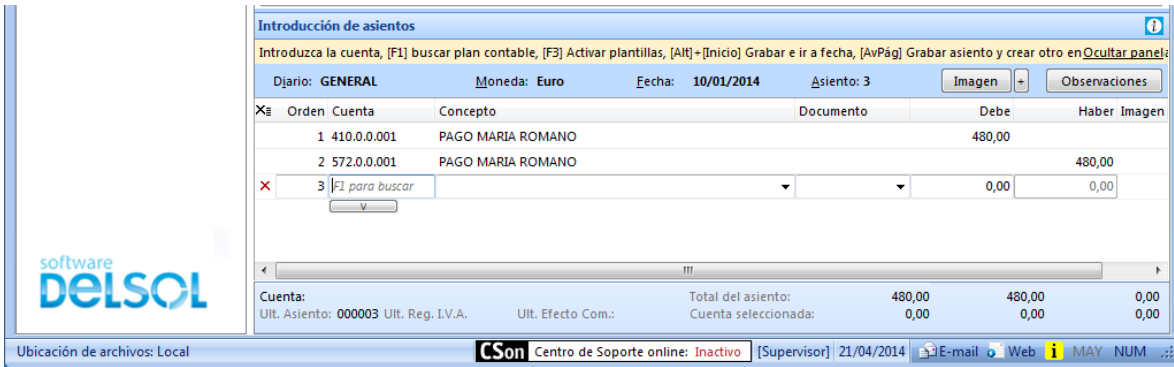 Introducción de asientos
Introduzca la cuenta, [F1] buscar plan contable, [F3] Activar plantillas, [Alt]+[Inicio] Grabar e ir a fecha, [AvPág] Grabar asiento y crear otro en Ocultar panel
Diario: GENERAL Moneda: Euro Fecha: 10/01/2014 Asiento: 3 Imagen + Observaciones
Orden Cuenta Concepto Documento Debe Haber Imagen
1 410.0.0.001 PAGO MARIA ROMANO 480,00
2 572.0.0.001 PAGO MARIA ROMANO 480,00
3 F1 para buscar 0,00 0,00
V
software
DELSOL
Cuenta: Total del asiento: 480,00 480,00 0,00
Ult. Asiento: 000003 Ult. Reg. I.V.A. Ult. Efecto Com.: Cuenta seleccionada: 0,00 0,00 0,00
Ubicación de archivos: Local CSon Centro de Soporte online: Inactivo [Supervisor] 21/04/2014 E-mail Web i MAY NUM